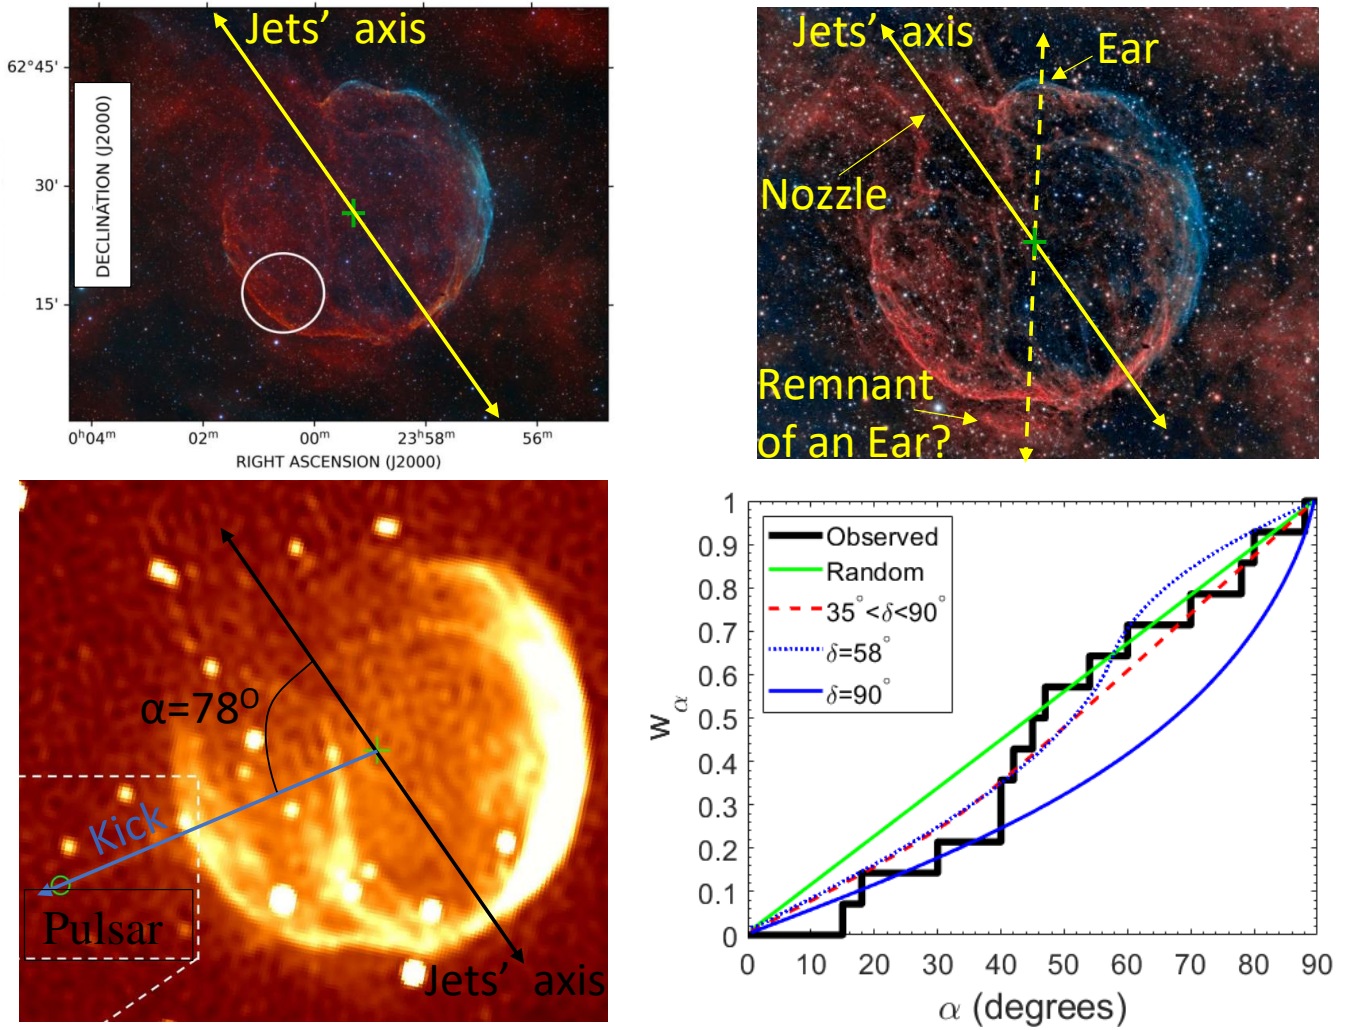 Jets’ axis
62°45'
30'
15'
DECLINATION (J2000)
0ʰ04ᵐ 02ᵐ 00ᵐ 23ʰ58ᵐ 56ᵐ
RIGHT ASCENSION (J2000)
Jets’ axis
Ear
Nozzle
Remnant
of an Ear?
α=78⁰
Kick
Pulsar
Jets’ axis
1
0.9
0.8
0.7
0.6
0.5
0.4
0.3
0.2
0.1
0
w_α
Observed
Random
35°<δ<90°
δ=58°
δ=90°
0 10 20 30 40 50 60 70 80 90
α (degrees)